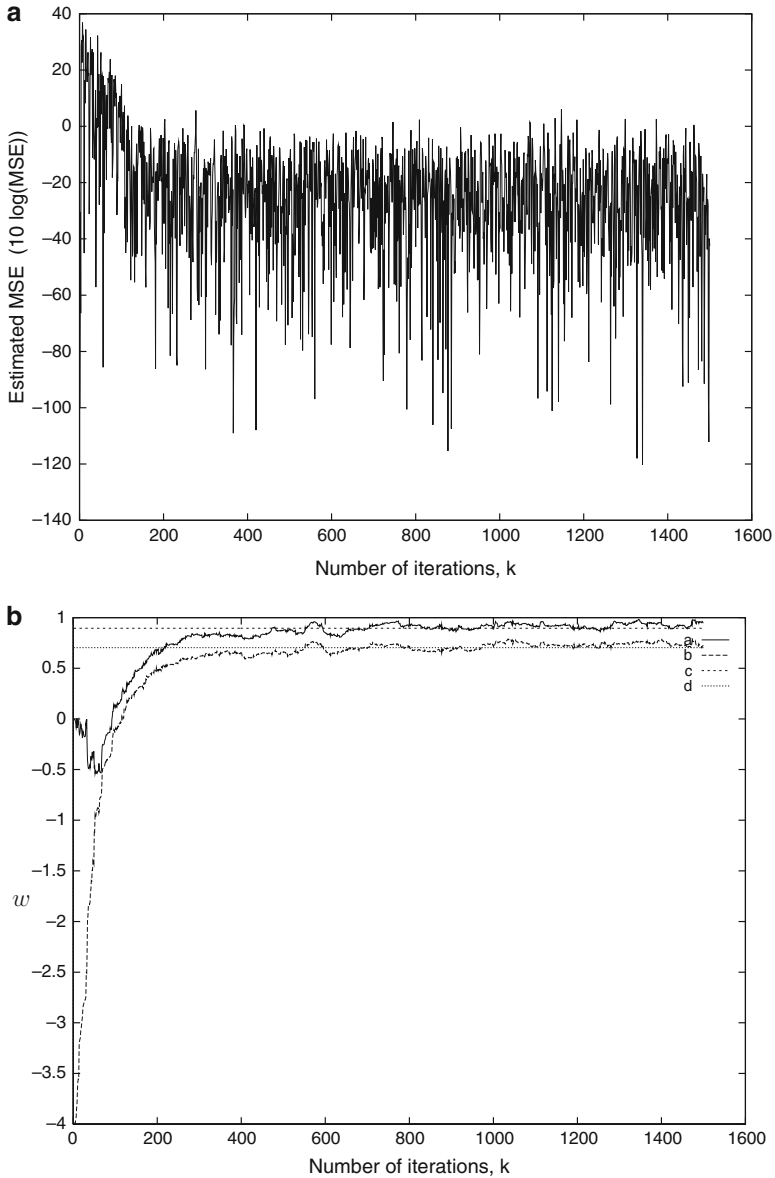 a
40
20
0
−20
−40
−60
−80
−100
−120
−140
Estimated MSE (10 log(MSE))
0 200 400 600 800 1000 1200 1400 1600
Number of iterations, k
b
1
0.5
0
−0.5
−1
−1.5
−2
−2.5
−3
−3.5
−4
w
a
b
c
d
0 200 400 600 800 1000 1200 1400 1600
Number of iterations, k